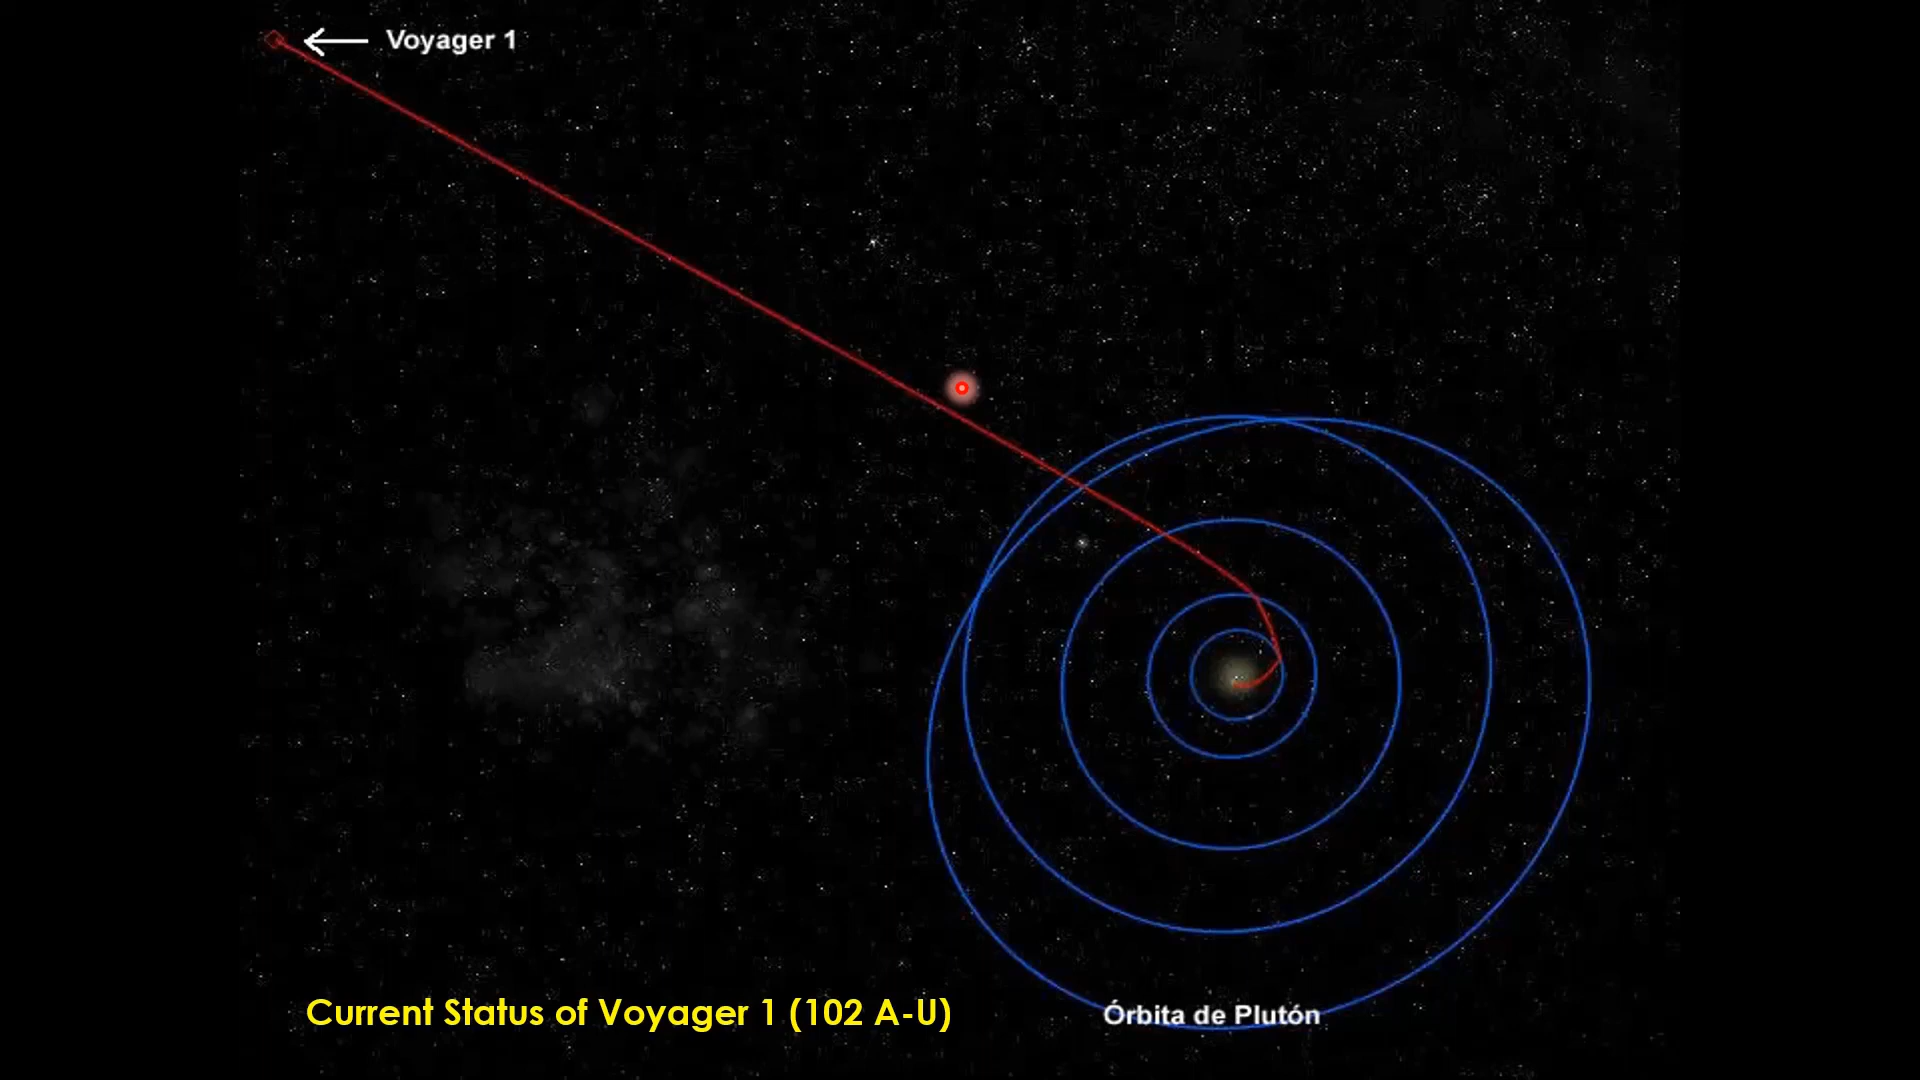 Voyager 1
Current Status of Voyager 1 (102 A-U)
Órbita de Plutón